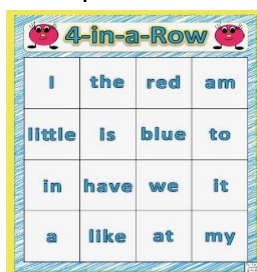 4-in-a-Row
I the red am
little is blue to
in have we it
a like at my